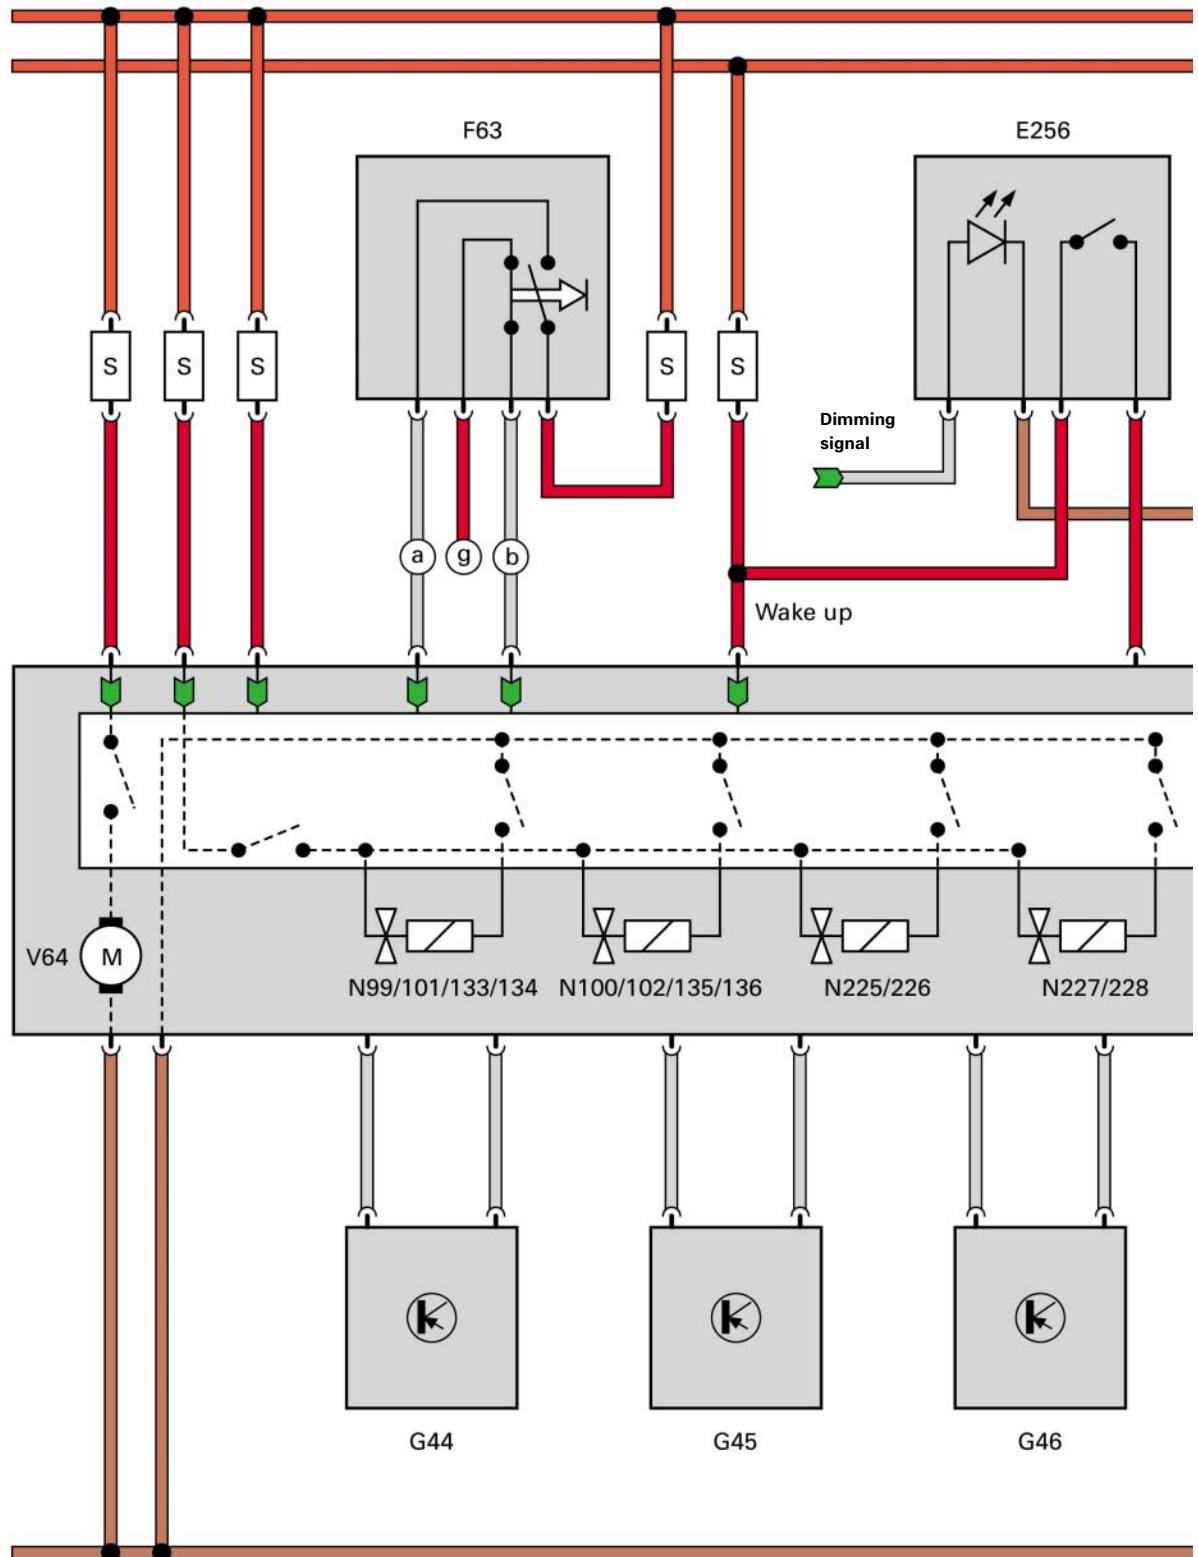 F63
E256
S
S
S
S
S
Dimming
signal
a
g
b
Wake up
V64
M
N99/101/133/134
N100/102/135/136
N225/226
N227/228
G44
G45
G46